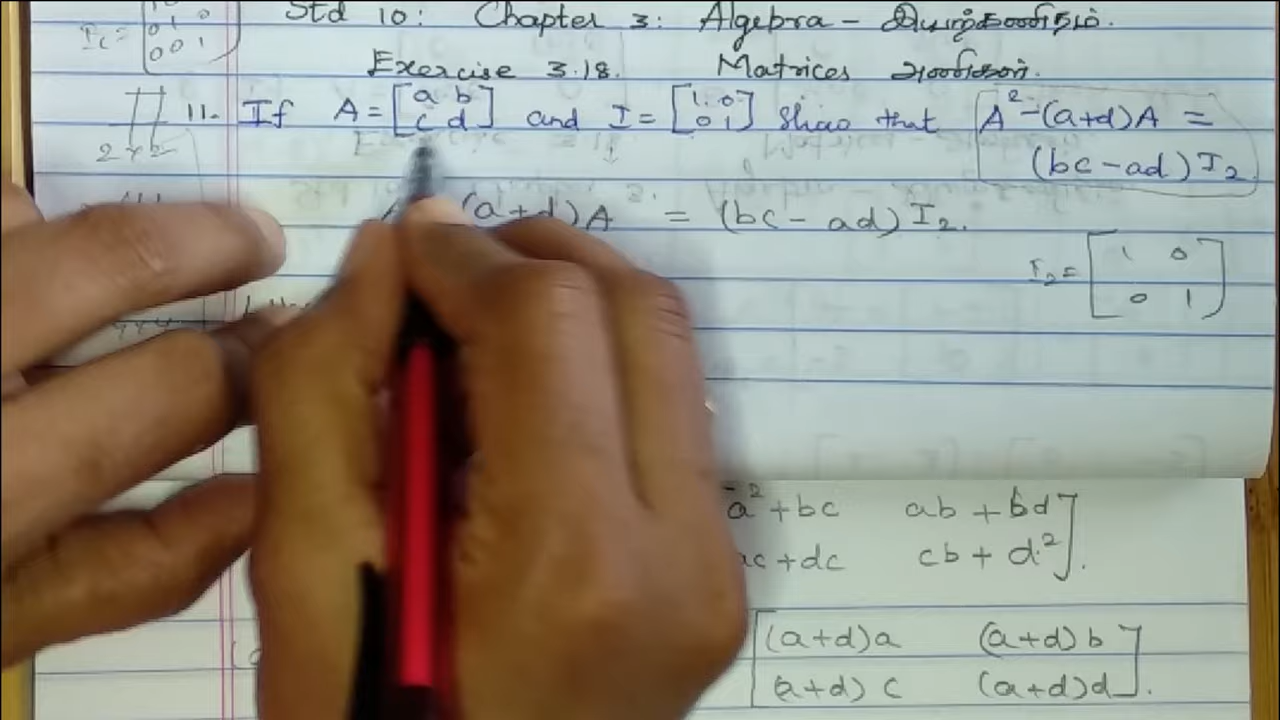 Std 10: Chapter 3: Algebra - இயற்கணிதம்.
Exercise 3.18. Matrices அணிகள்.
11. If A = [a b and I = [1 0 Show that A² - (a+d)A =
c d] 0 1] (bc - ad) I₂
2×2
(a+d)A = (bc - ad) I₂.
I₂ = [1 0
0 1]
a² + bc ab + bd
+ dc cb + d²].
[(a+d)a (a+d)b
(a+d)c (a+d)d].